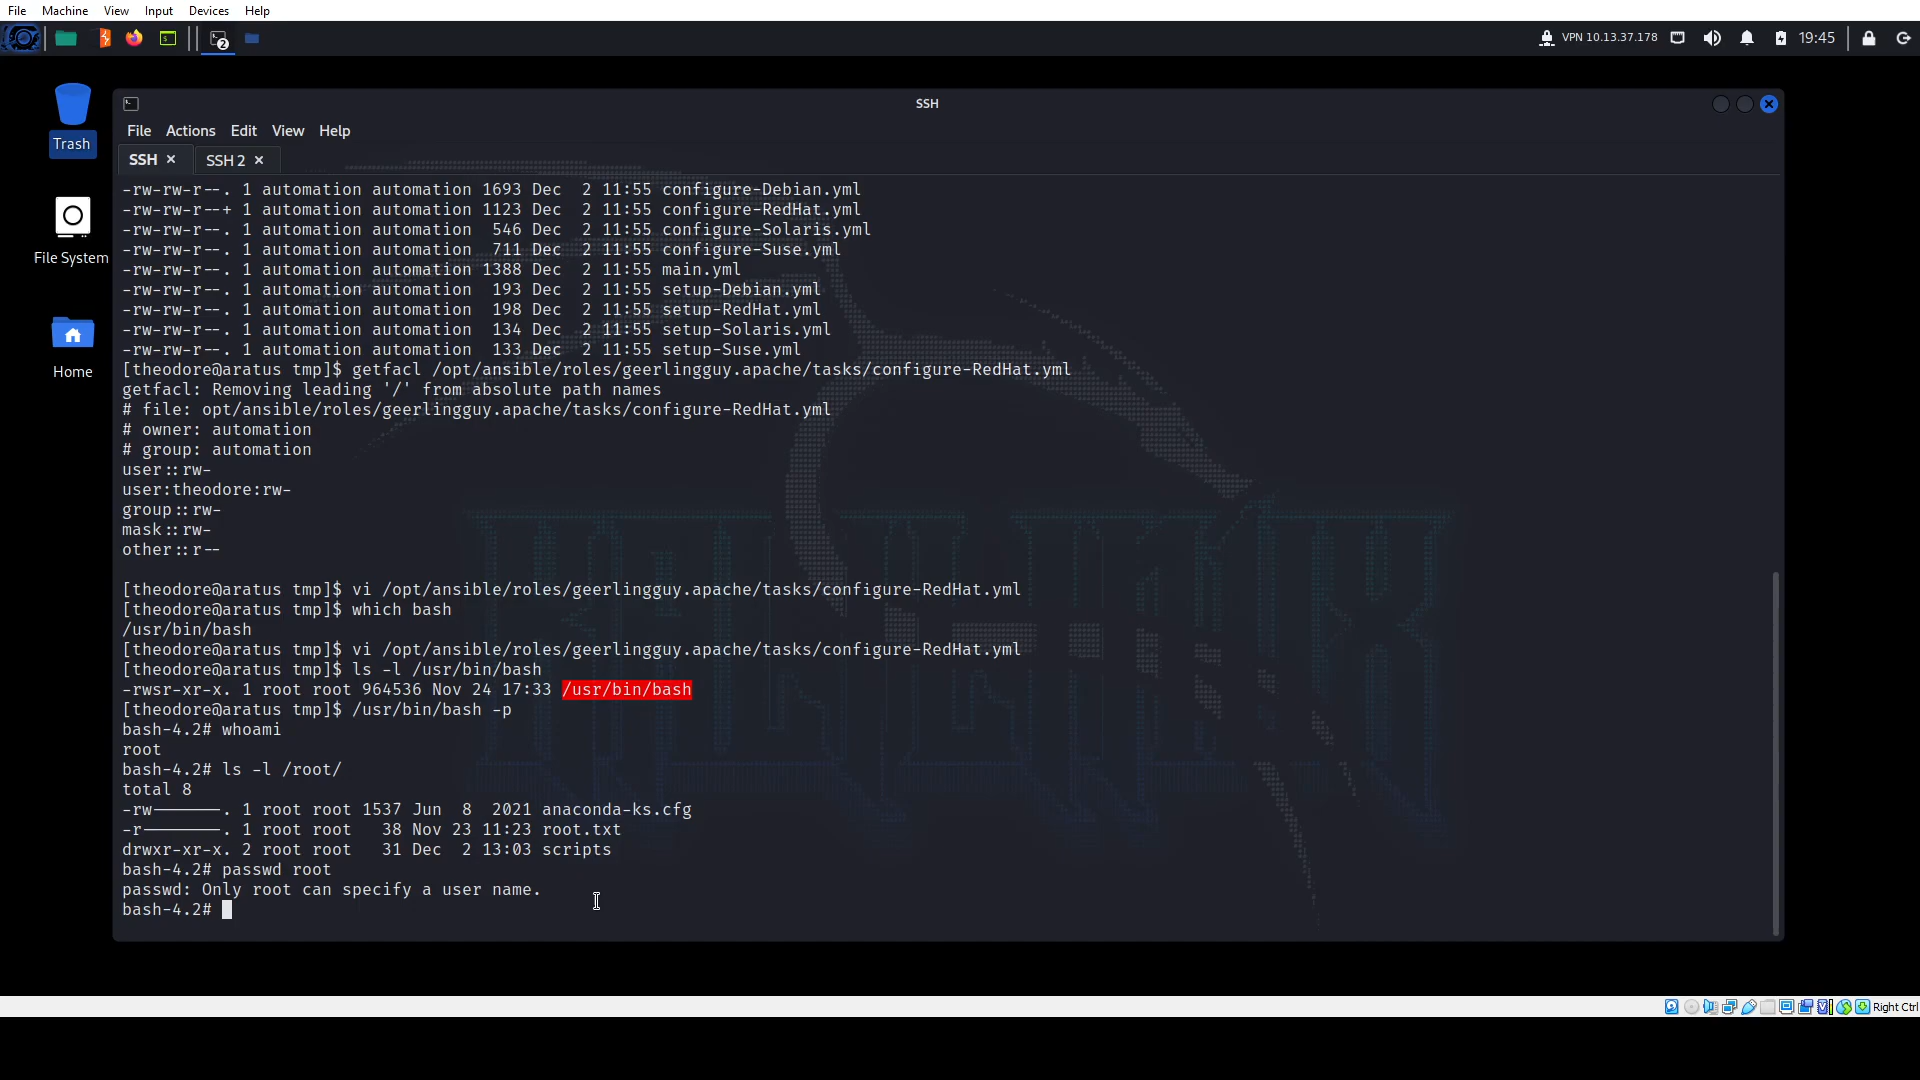 File Machine View Input Devices Help
VPN 10.13.37.178 19:45
2
Trash
File System
Home
SSH
File Actions Edit View Help
SSH SSH 2
-rw-rw-r--. 1 automation automation 1693 Dec  2 11:55 configure-Debian.yml
-rw-rw-r--+ 1 automation automation 1123 Dec  2 11:55 configure-RedHat.yml
-rw-rw-r--. 1 automation automation  546 Dec  2 11:55 configure-Solaris.yml
-rw-rw-r--. 1 automation automation  711 Dec  2 11:55 configure-Suse.yml
-rw-rw-r--. 1 automation automation 1388 Dec  2 11:55 main.yml
-rw-rw-r--. 1 automation automation  193 Dec  2 11:55 setup-Debian.yml
-rw-rw-r--. 1 automation automation  198 Dec  2 11:55 setup-RedHat.yml
-rw-rw-r--. 1 automation automation  134 Dec  2 11:55 setup-Solaris.yml
-rw-rw-r--. 1 automation automation  133 Dec  2 11:55 setup-Suse.yml
[theodore@aratus tmp]$ getfacl /opt/ansible/roles/geerlingguy.apache/tasks/configure-RedHat.yml
getfacl: Removing leading '/' from absolute path names
# file: opt/ansible/roles/geerlingguy.apache/tasks/configure-RedHat.yml
# owner: automation
# group: automation
user::rw-
user:theodore:rw-
group::rw-
mask::rw-
other::r--
[theodore@aratus tmp]$ vi /opt/ansible/roles/geerlingguy.apache/tasks/configure-RedHat.yml
[theodore@aratus tmp]$ which bash
/usr/bin/bash
[theodore@aratus tmp]$ vi /opt/ansible/roles/geerlingguy.apache/tasks/configure-RedHat.yml
[theodore@aratus tmp]$ ls -l /usr/bin/bash
-rwsr-xr-x. 1 root root 964536 Nov 24 17:33 /usr/bin/bash
[theodore@aratus tmp]$ /usr/bin/bash -p
bash-4.2# whoami
root
bash-4.2# ls -l /root/
total 8
-rw-------. 1 root root 1537 Jun  8  2021 anaconda-ks.cfg
-r--------. 1 root root   38 Nov 23 11:23 root.txt
drwxr-xr-x. 2 root root   31 Dec  2 13:03 scripts
bash-4.2# passwd root
passwd: Only root can specify a user name.
bash-4.2#
Right Ctrl